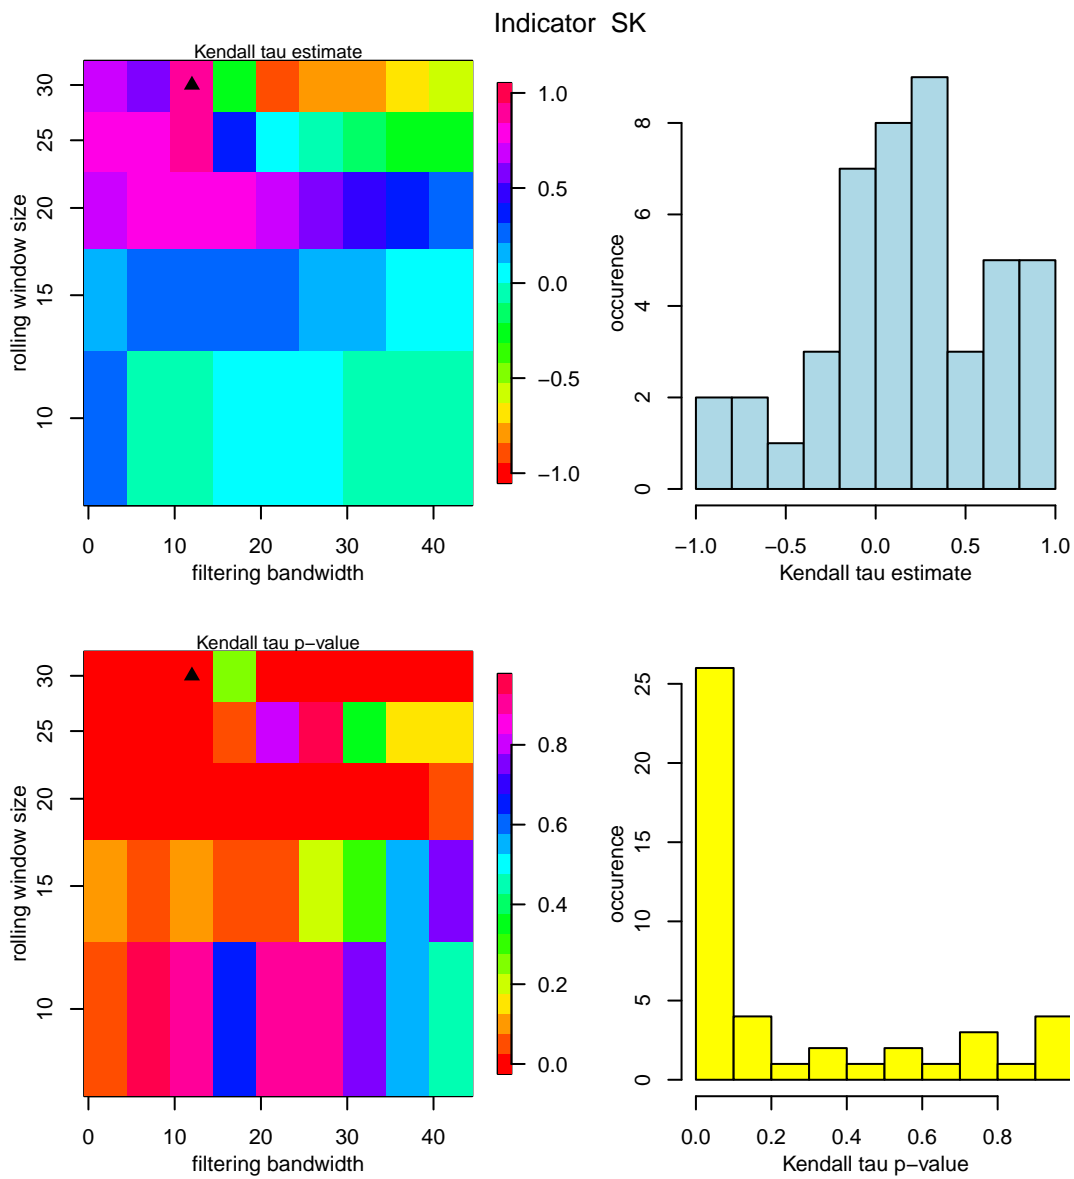 Indicator  SK
Kendall tau estimate
rolling window size
30
25
20
15
10
0 10 20 30 40
filtering bandwidth
1.0
0.5
0.0
−0.5
−1.0
occurence
8
6
4
2
0
−1.0 −0.5 0.0 0.5 1.0
Kendall tau estimate
Kendall tau p−value
rolling window size
30
25
20
15
10
0 10 20 30 40
filtering bandwidth
0.8
0.6
0.4
0.2
0.0
occurence
25
20
15
10
5
0
0.0 0.2 0.4 0.6 0.8
Kendall tau p−value